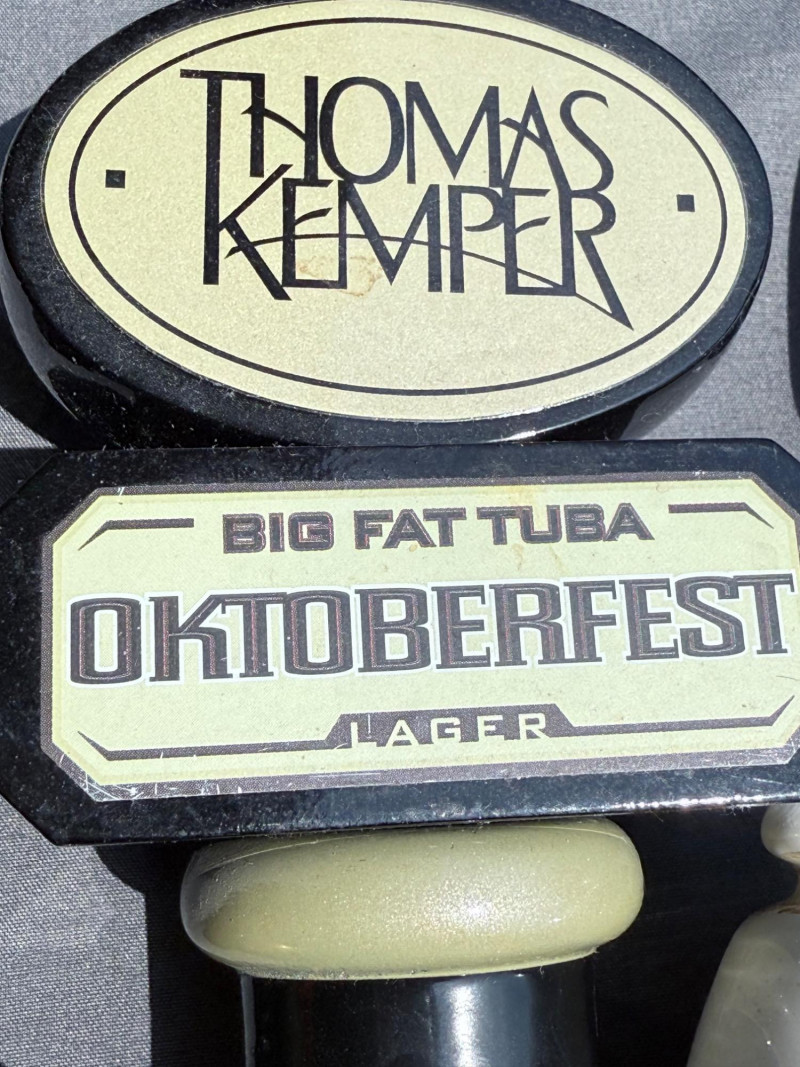 THOMAS
KEMPER
BIG FAT TUBA
OKTOBERFEST
LAGER